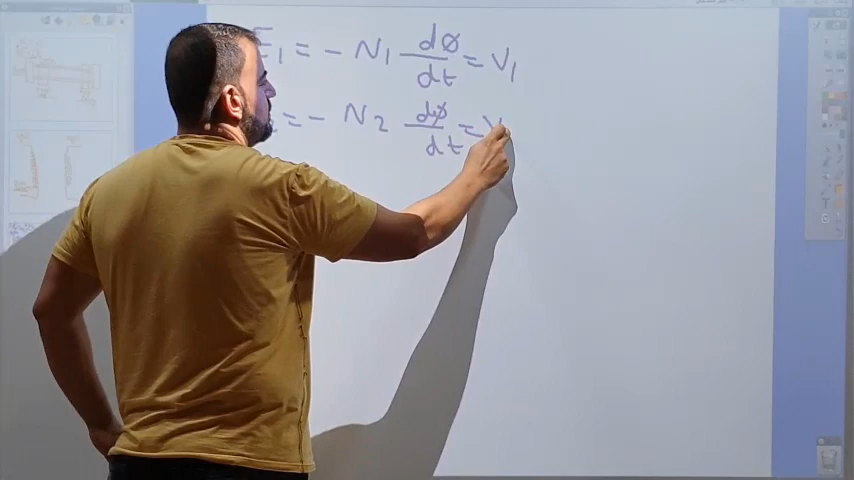 E₁ = - N₁ dø/dt = V₁
= - N₂ dø/dt = V